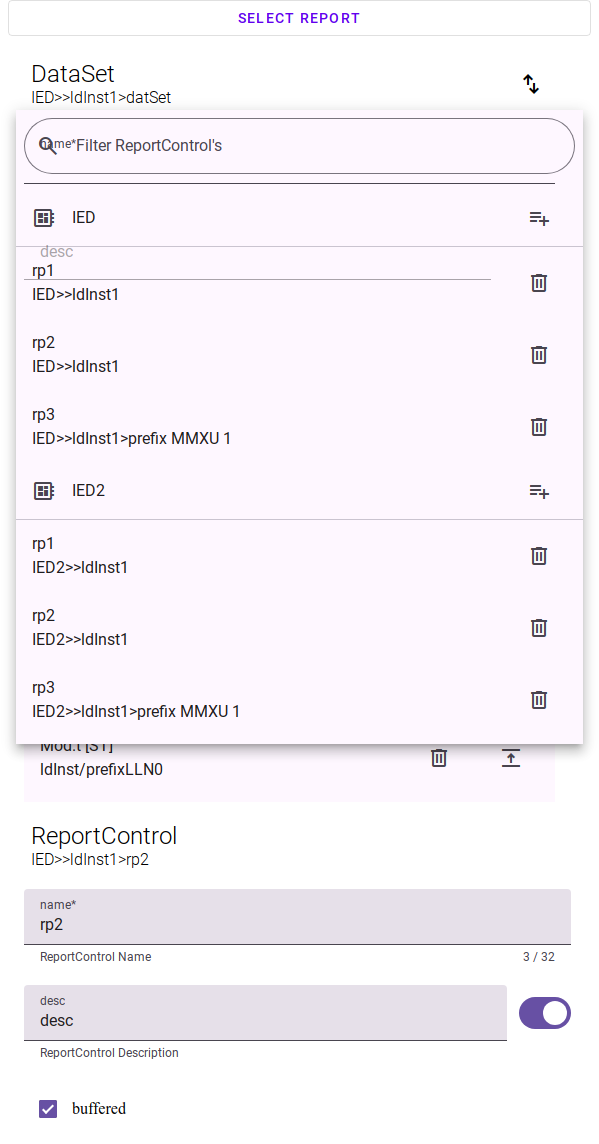 SELECT REPORT
DataSet
IED>>IdInst1>datSet
name*
Filter ReportControl's
IED
desc
rp1
IED>>ldInst1
rp2
IED>>ldInst1
rp3
IED>>ldInst1>prefix MMXU 1
IED2
rp1
IED2>>ldInst1
rp2
IED2>>ldInst1
rp3
IED2>>ldInst1>prefix MMXU 1
Mod.t [ST]
ldInst/prefixLLN0
ReportControl
IED>>ldInst1>rp2
name*
rp2
ReportControl Name
3 / 32
desc
desc
ReportControl Description
buffered